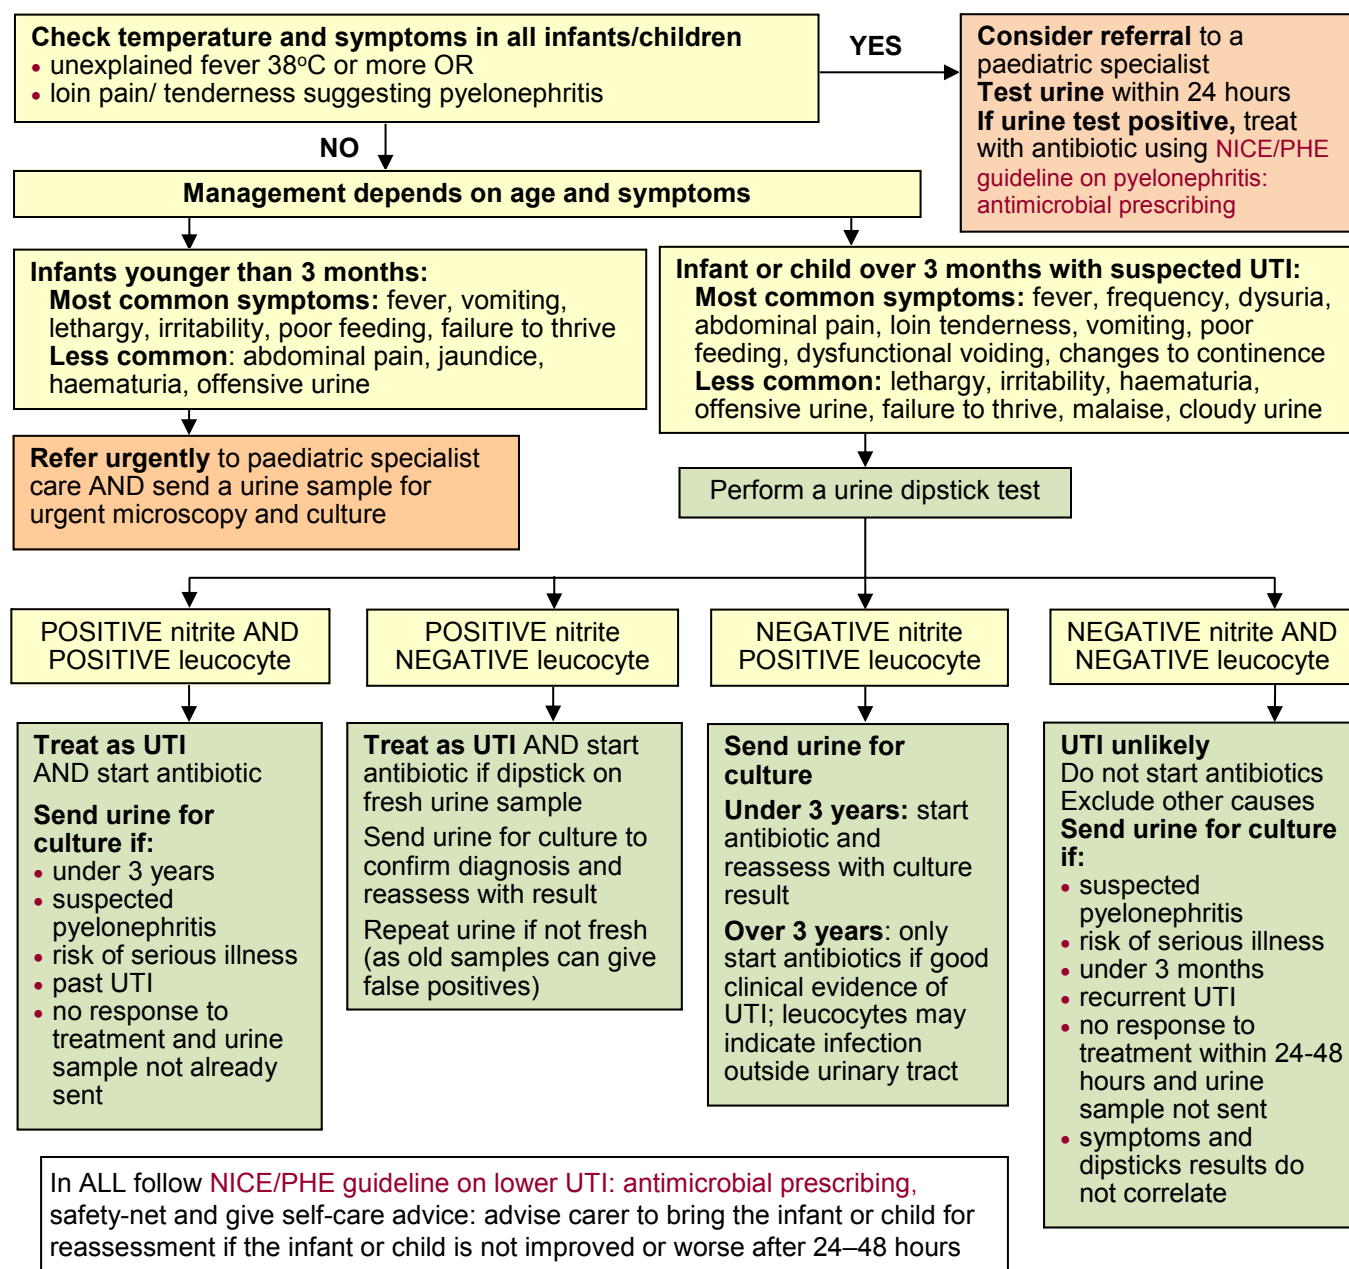 Check temperature and symptoms in all infants/children
• unexplained fever 38ºC or more OR
• loin pain/ tenderness suggesting pyelonephritis
YES
Consider referral to a
paediatric specialist
Test urine within 24 hours
If urine test positive, treat
with antibiotic using NICE/PHE
guideline on pyelonephritis:
antimicrobial prescribing
NO
Management depends on age and symptoms
Infants younger than 3 months:
Most common symptoms: fever, vomiting,
lethargy, irritability, poor feeding, failure to thrive
Less common: abdominal pain, jaundice,
haematuria, offensive urine
Infant or child over 3 months with suspected UTI:
Most common symptoms: fever, frequency, dysuria,
abdominal pain, loin tenderness, vomiting, poor
feeding, dysfunctional voiding, changes to continence
Less common: lethargy, irritability, haematuria,
offensive urine, failure to thrive, malaise, cloudy urine
Refer urgently to paediatric specialist
care AND send a urine sample for
urgent microscopy and culture
Perform a urine dipstick test
POSITIVE nitrite AND
POSITIVE leucocyte
POSITIVE nitrite
NEGATIVE leucocyte
NEGATIVE nitrite
POSITIVE leucocyte
NEGATIVE nitrite AND
NEGATIVE leucocyte
Treat as UTI
AND start antibiotic
Send urine for
culture if:
• under 3 years
• suspected
pyelonephritis
• risk of serious illness
• past UTI
• no response to
treatment and urine
sample not already
sent
Treat as UTI AND start
antibiotic if dipstick on
fresh urine sample
Send urine for culture to
confirm diagnosis and
reassess with result
Repeat urine if not fresh
(as old samples can give
false positives)
Send urine for
culture
Under 3 years: start
antibiotic and
reassess with culture
result
Over 3 years: only
start antibiotics if good
clinical evidence of
UTI; leucocytes may
indicate infection
outside urinary tract
UTI unlikely
Do not start antibiotics
Exclude other causes
Send urine for culture
if:
• suspected
pyelonephritis
• risk of serious illness
• under 3 months
• recurrent UTI
• no response to
treatment within 24-48
hours and urine
sample not sent
• symptoms and
dipsticks results do
not correlate
In ALL follow NICE/PHE guideline on lower UTI: antimicrobial prescribing,
safety-net and give self-care advice: advise carer to bring the infant or child for
reassessment if the infant or child is not improved or worse after 24–48 hours